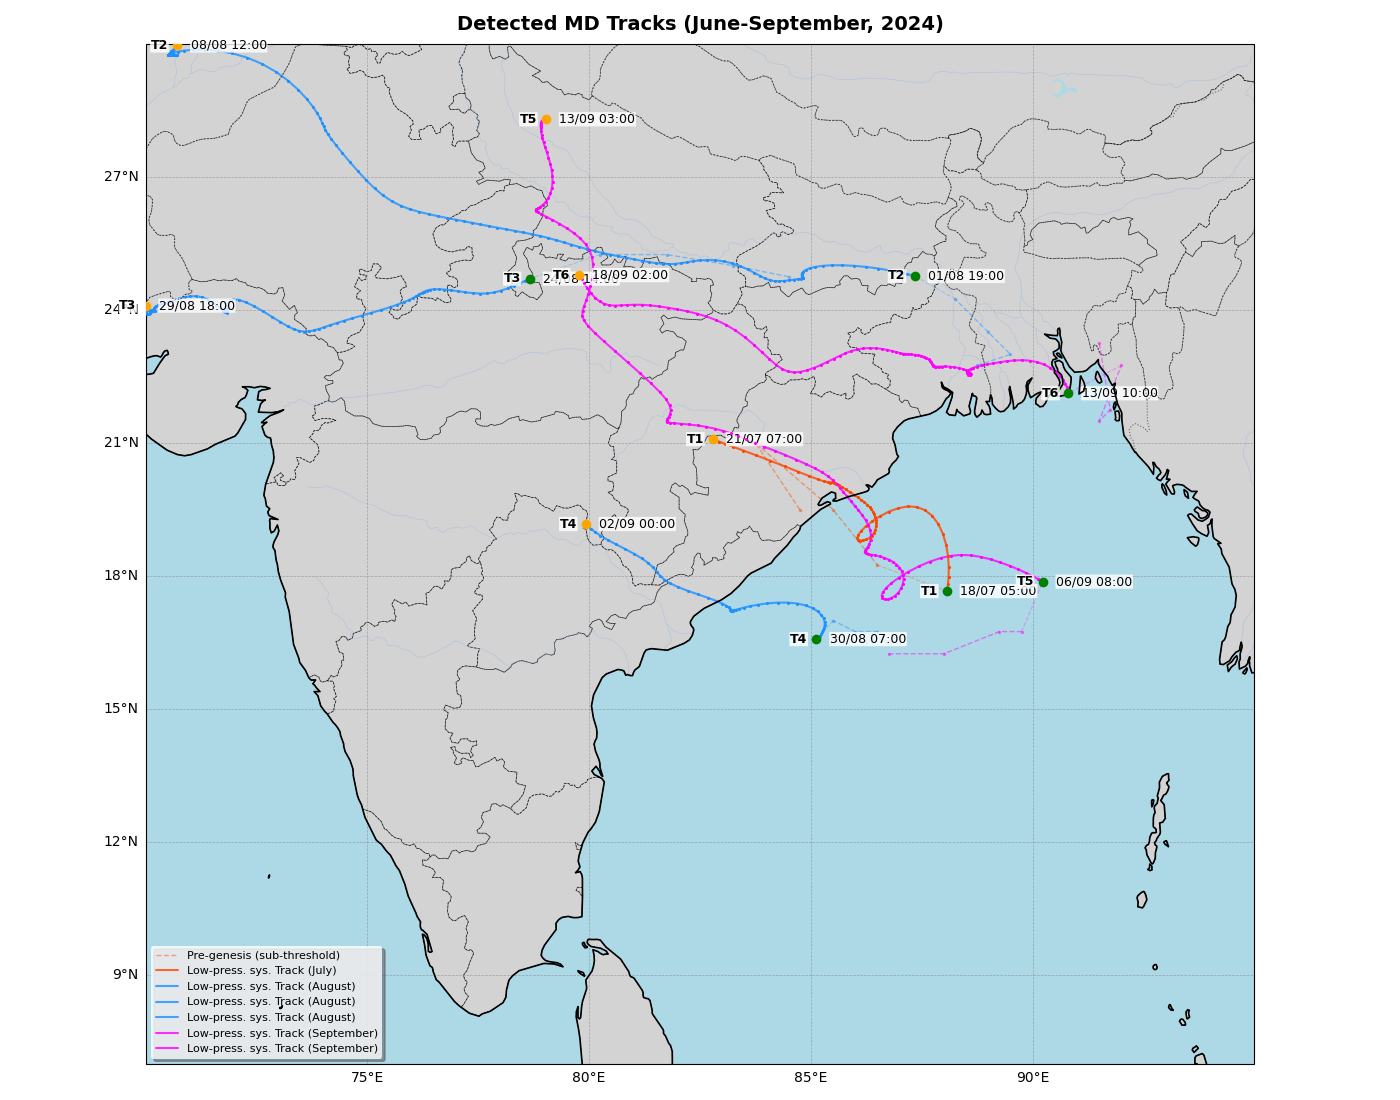 Detected MD Tracks (June-September, 2024)
T2 08/08 12:00
T5 13/09 03:00
27°N
T3
T6 18/09 02:00
T2 01/08 19:00
T3 29/08 18:00
24°N
T6 13/09 10:00
T1 21/07 07:00
21°N
T4 02/09 00:00
18°N
T1 18/07 05:00
T5 06/09 08:00
T4 30/08 07:00
15°N
12°N
9°N
Pre-genesis (sub-threshold)
Low-press. sys. Track (July)
Low-press. sys. Track (August)
Low-press. sys. Track (August)
Low-press. sys. Track (August)
Low-press. sys. Track (September)
Low-press. sys. Track (September)
75°E
80°E
85°E
90°E